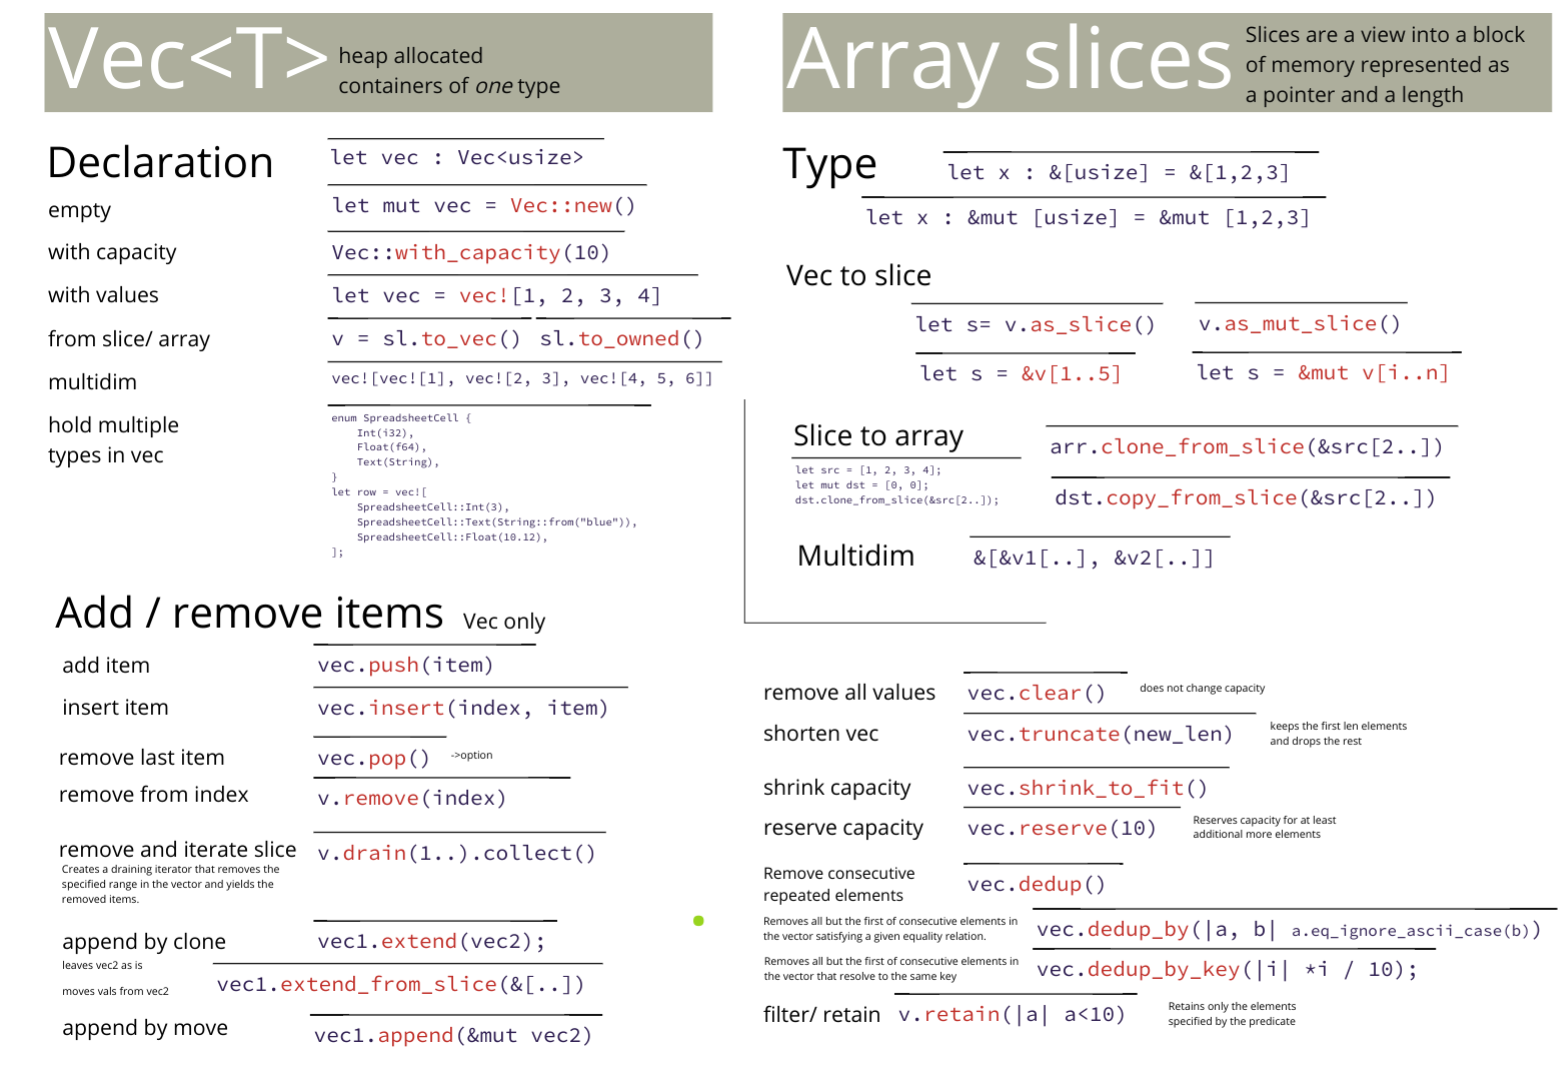 Vec<T>
heap allocated
containers of one type
Declaration
let vec : Vec<usize>
empty
let mut vec = Vec::new()
with capacity
Vec::with_capacity(10)
with values
let vec = vec![1, 2, 3, 4]
from slice/ array
v = sl.to_vec() sl.to_owned()
multidim
vec![vec![1], vec![2, 3], vec![4, 5, 6]]
hold multiple
types in vec
enum SpreadsheetCell {
    Int(i32),
    Float(f64),
    Text(String),
}
let row = vec![
    SpreadsheetCell::Int(3),
    SpreadsheetCell::Text(String::from("blue")),
    SpreadsheetCell::Float(10.12),
];
Add / remove items Vec only
add item
vec.push(item)
insert item
vec.insert(index, item)
remove last item
vec.pop() ->option
remove from index
v.remove(index)
remove and iterate slice
v.drain(1..).collect()
Creates a draining iterator that removes the
specified range in the vector and yields the
removed items.
append by clone
vec1.extend(vec2);
leaves vec2 as is
vec1.extend_from_slice(&[..])
moves vals from vec2
append by move
vec1.append(&mut vec2)
Array slices
Slices are a view into a block
of memory represented as
a pointer and a length
Type
let x : &[usize] = &[1,2,3]
let x : &mut [usize] = &mut [1,2,3]
Vec to slice
let s= v.as_slice() v.as_mut_slice()
let s = &v[1..5] let s = &mut v[i..n]
Slice to array
arr.clone_from_slice(&src[2..])
let src = [1, 2, 3, 4];
let mut dst = [0, 0];
dst.clone_from_slice(&src[2..]);
dst.copy_from_slice(&src[2..])
Multidim
&[&v1[..], &v2[..]]
remove all values
vec.clear() does not change capacity
shorten vec
vec.truncate(new_len)
keeps the first len elements
and drops the rest
shrink capacity
vec.shrink_to_fit()
reserve capacity
vec.reserve(10)
Reserves capacity for at least
additional more elements
Remove consecutive
repeated elements
vec.dedup()
Removes all but the first of consecutive elements in
the vector satisfying a given equality relation.
vec.dedup_by(|a, b| a.eq_ignore_ascii_case(b))
Removes all but the first of consecutive elements in
the vector that resolve to the same key
vec.dedup_by_key(|i| *i / 10);
filter/ retain
v.retain(|a| a<10)
Retains only the elements
specified by the predicate